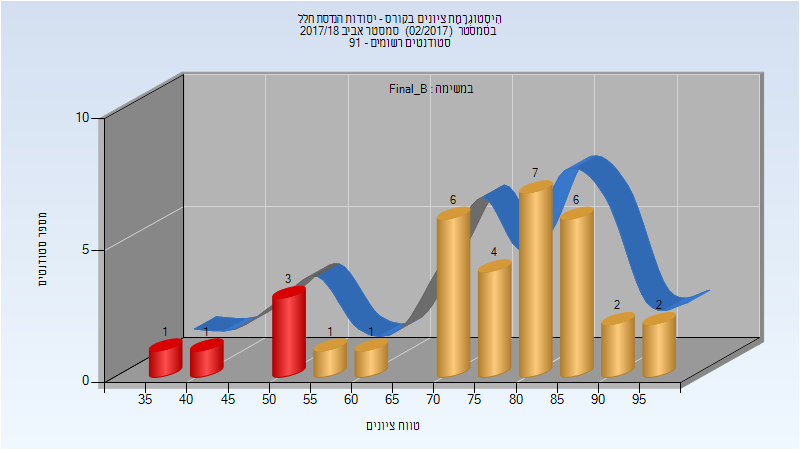 היסטוגרמת ציונים בקורס - יסודות הנדסת חלל
בסמסטר (02/2017) סמסטר אביב 2017/18
סטודנטים רשומים - 91
במשימה : Final_B
מספר סטודנטים
10
5
0
1
1
3
1
1
6
4
7
6
2
2
35 40 45 50 55 60 65 70 75 80 85 90 95
טווח ציונים